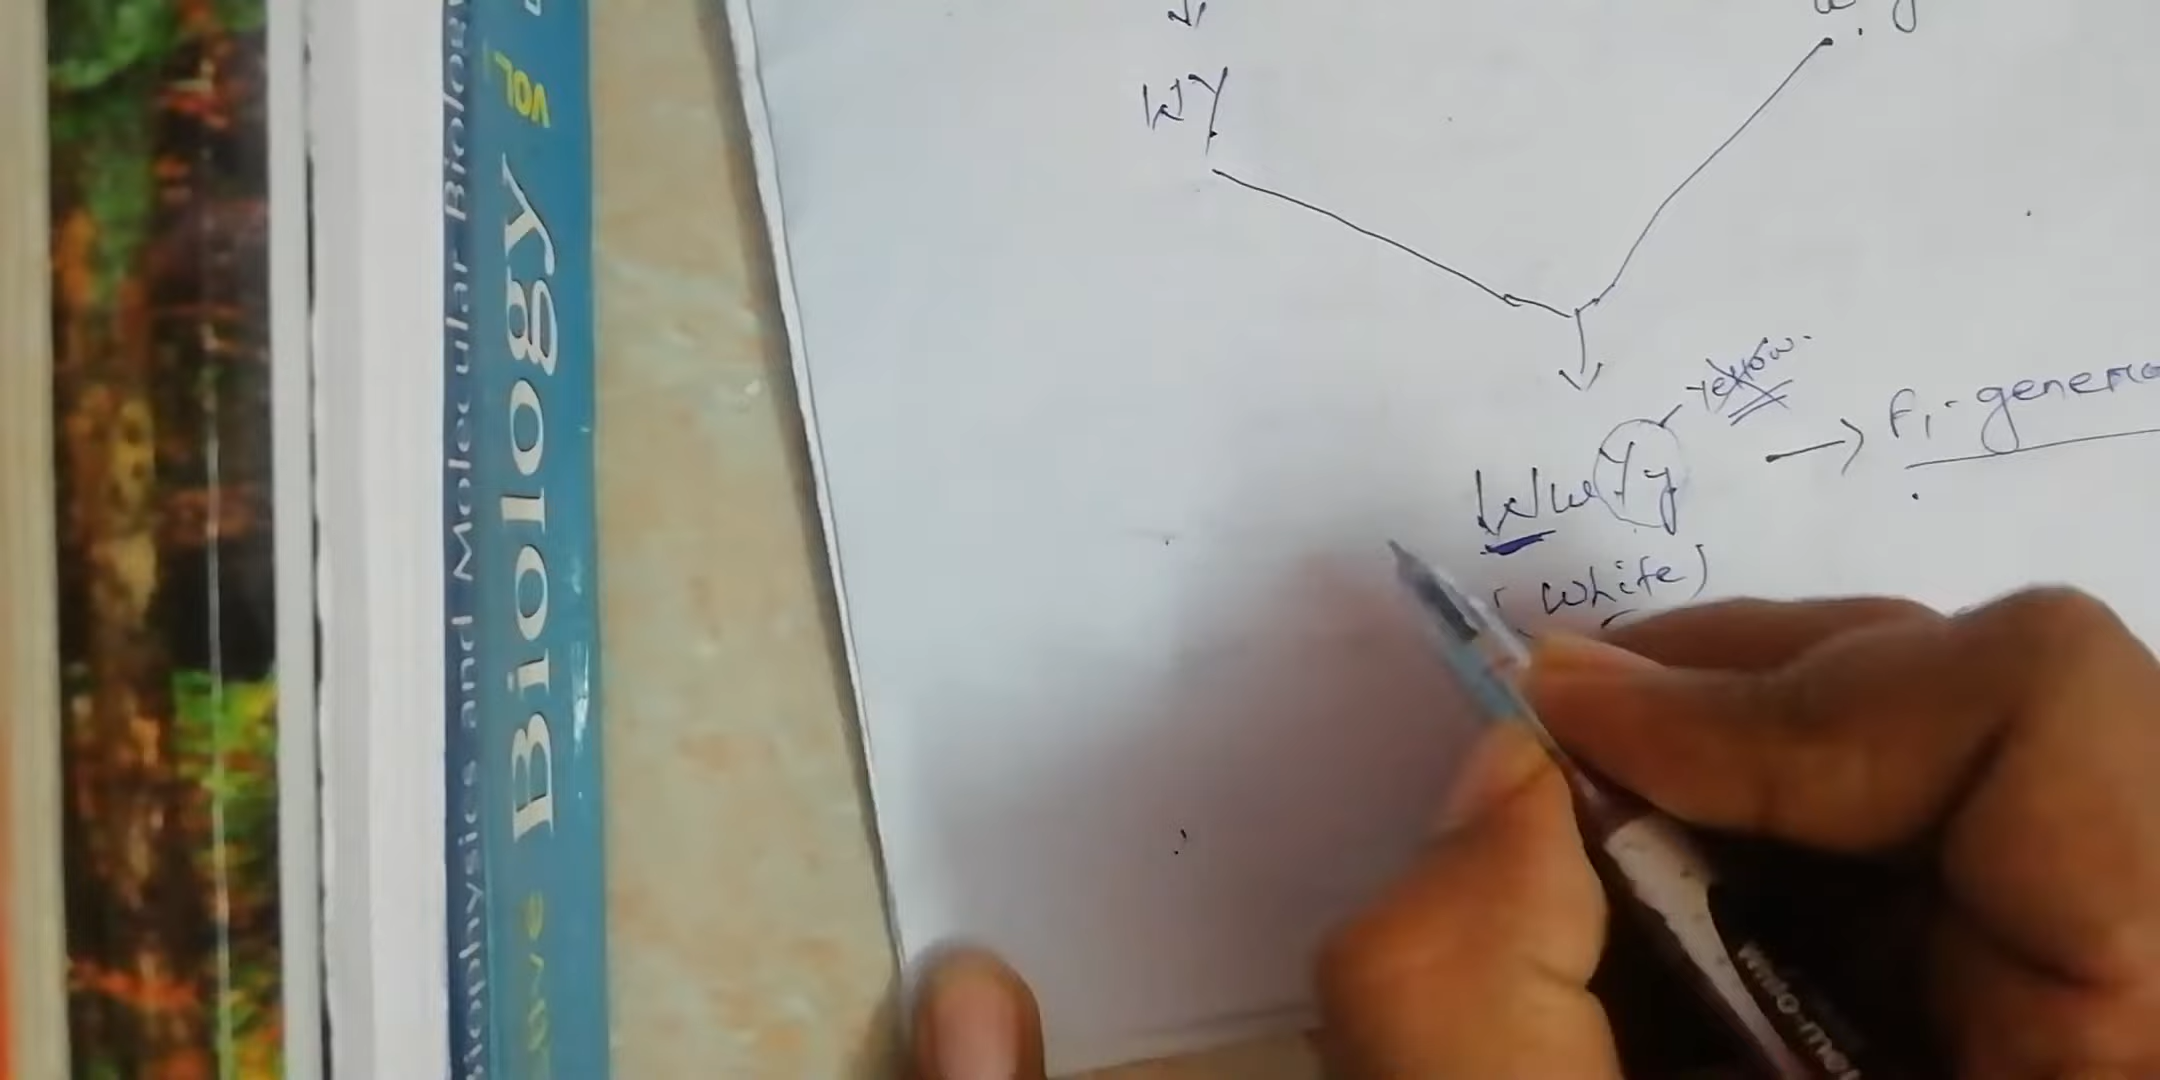 WY
Yellow.
F1-genera
WwYy
(White)
Biophysics and Molecular Biology
Biology
VOL